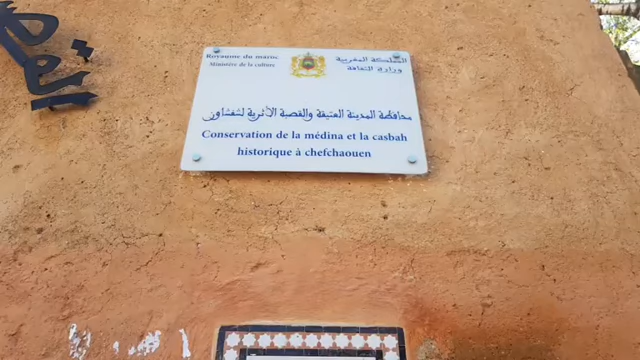 Royaume du maroc
Ministère de la culture
المملكة المغربية
وزارة الثقافة
محافظة المدينة العتيقة والقصبة الأثرية لشفشاون
Conservation de la médina et la casbah
historique à chefchaouen